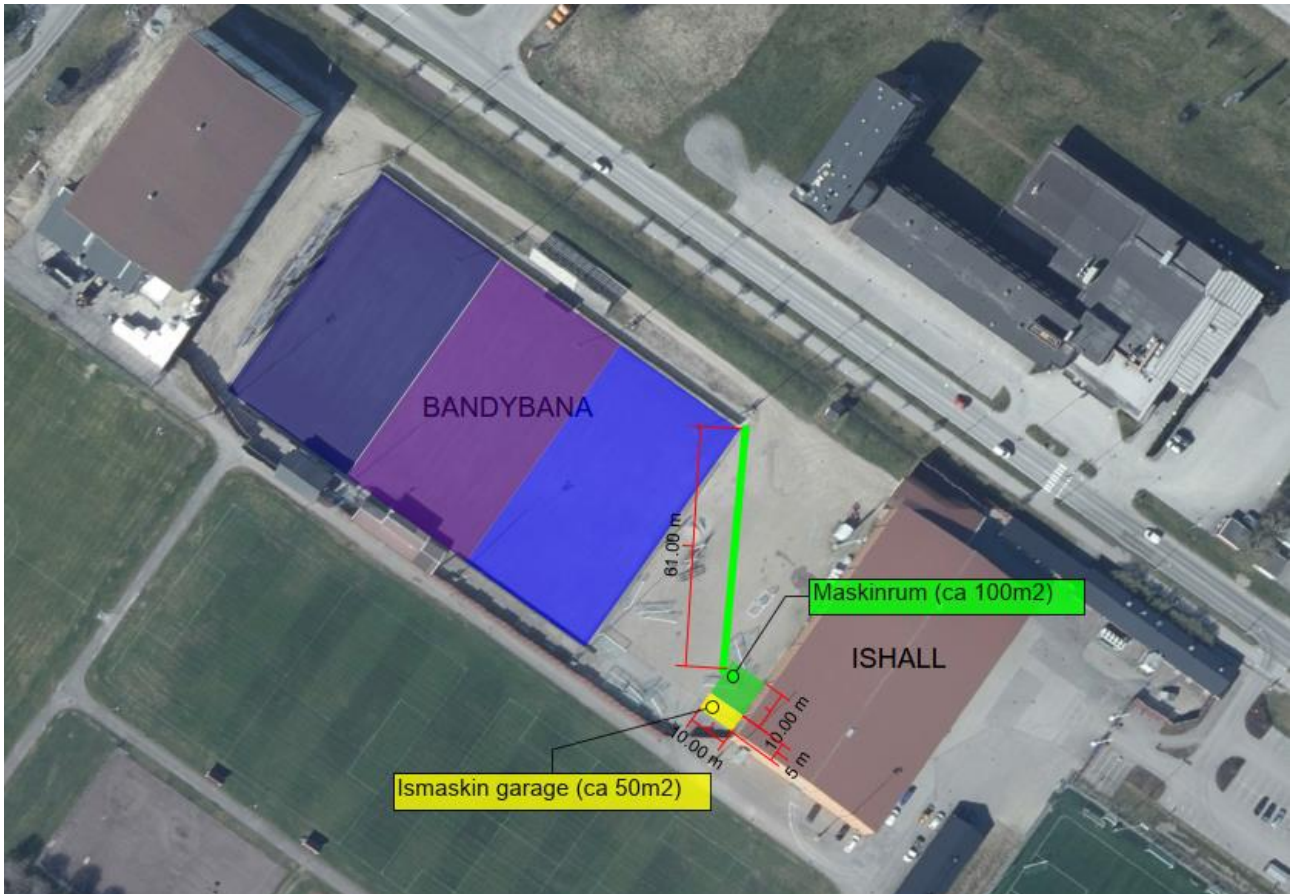 BANDYBANA
61.00 m
Maskinrum (ca 100m2)
ISHALL
10.00 m
10.00 m
5 m
Ismaskin garage (ca 50m2)